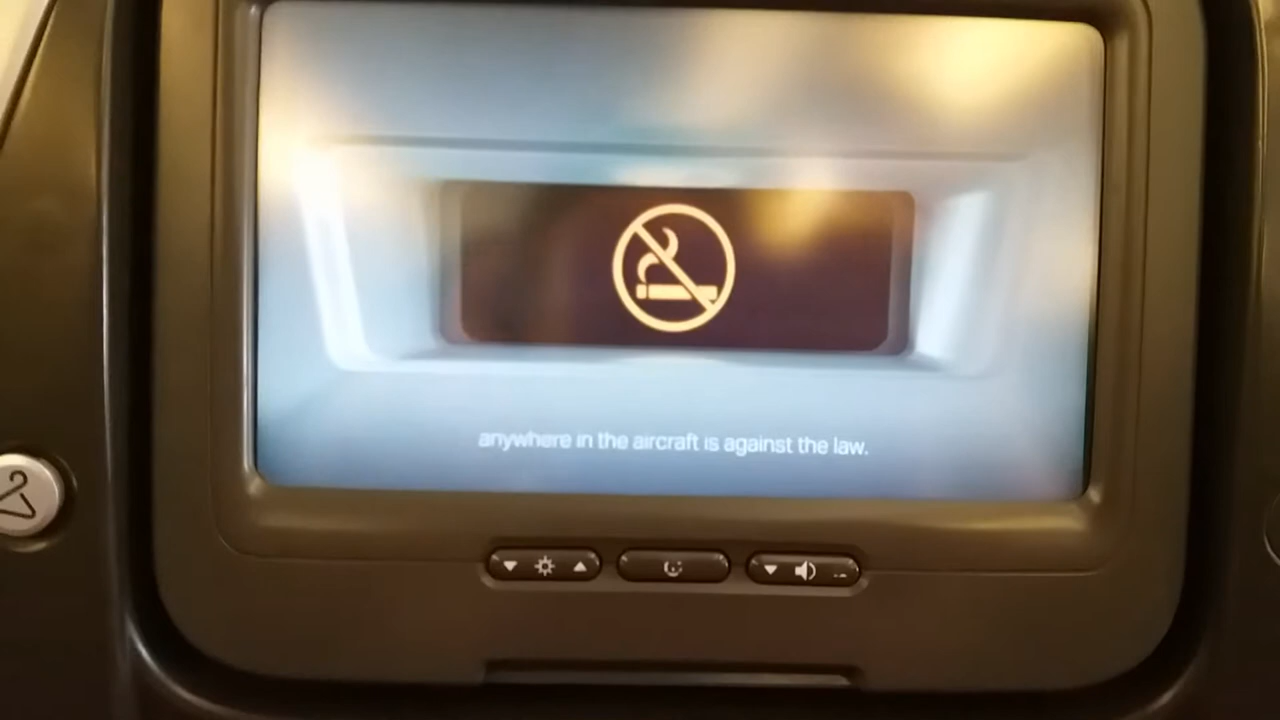 anywhere in the aircraft is against the law.